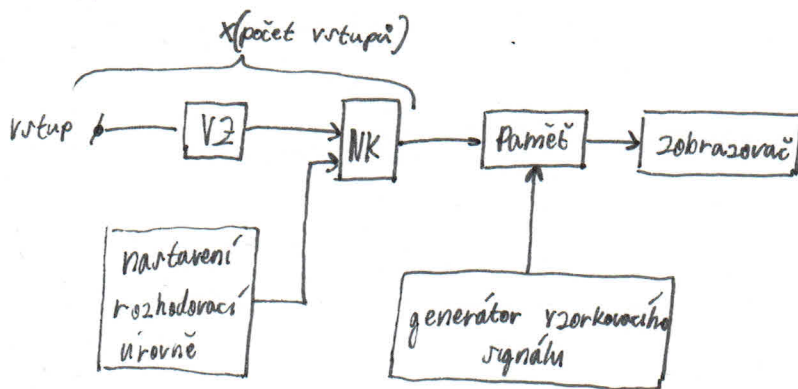 x(počet vstupů)
vstup
VZ
NK
Paměť
zobrazovač
nastavení
rozhodovací
úrovně
generátor vzorkovacího
signálu